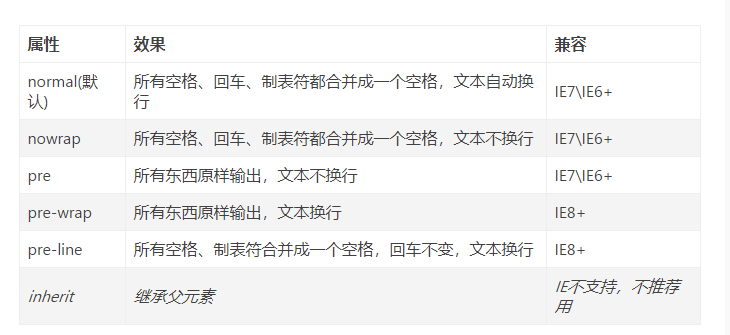 属性 效果 兼容
normal(默认) 所有空格、回车、制表符都合并成一个空格，文本自动换行 IE7\IE6+
nowrap 所有空格、回车、制表符都合并成一个空格，文本不换行 IE7\IE6+
pre 所有东西原样输出，文本不换行 IE7\IE6+
pre-wrap 所有东西原样输出，文本换行 IE8+
pre-line 所有空格、制表符合并成一个空格，回车不变，文本换行 IE8+
inherit 继承父元素 IE不支持，不推荐用